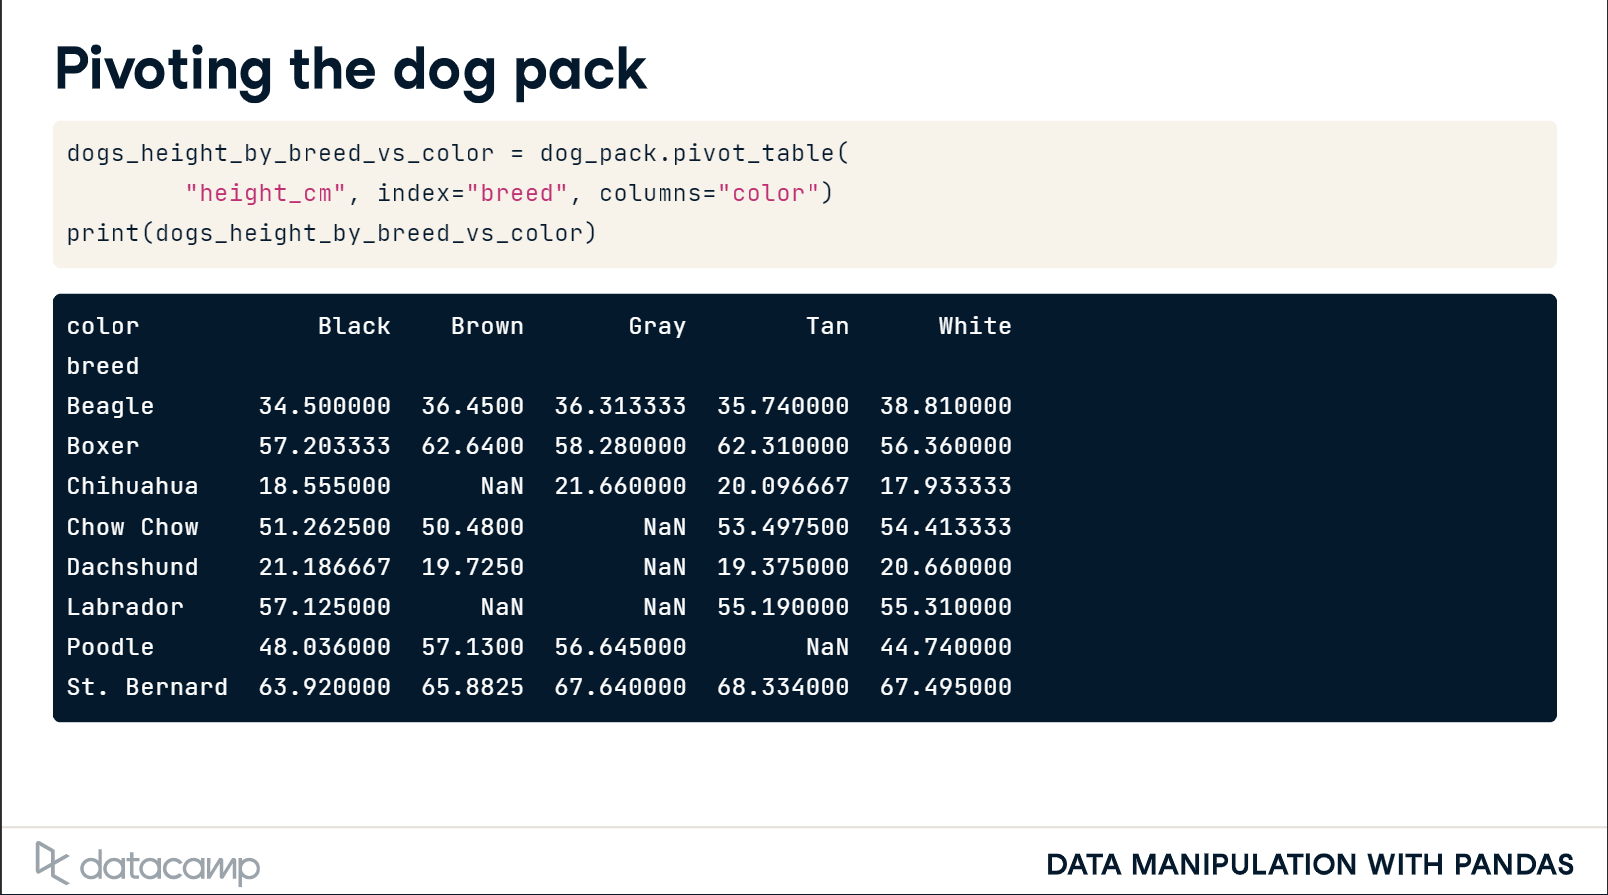 Pivoting the dog pack
dogs_height_by_breed_vs_color = dog_pack.pivot_table(
        "height_cm", index="breed", columns="color")
print(dogs_height_by_breed_vs_color)
color            Black    Brown       Gray        Tan      White
breed
Beagle       34.500000  36.4500  36.313333  35.740000  38.810000
Boxer        57.203333  62.6400  58.280000  62.310000  56.360000
Chihuahua    18.555000      NaN  21.660000  20.096667  17.933333
Chow Chow    51.262500  50.4800        NaN  53.497500  54.413333
Dachshund    21.186667  19.7250        NaN  19.375000  20.660000
Labrador     57.125000      NaN        NaN  55.190000  55.310000
Poodle       48.036000  57.1300  56.645000        NaN  44.740000
St. Bernard  63.920000  65.8825  67.640000  68.334000  67.495000
datacamp
DATA MANIPULATION WITH PANDAS